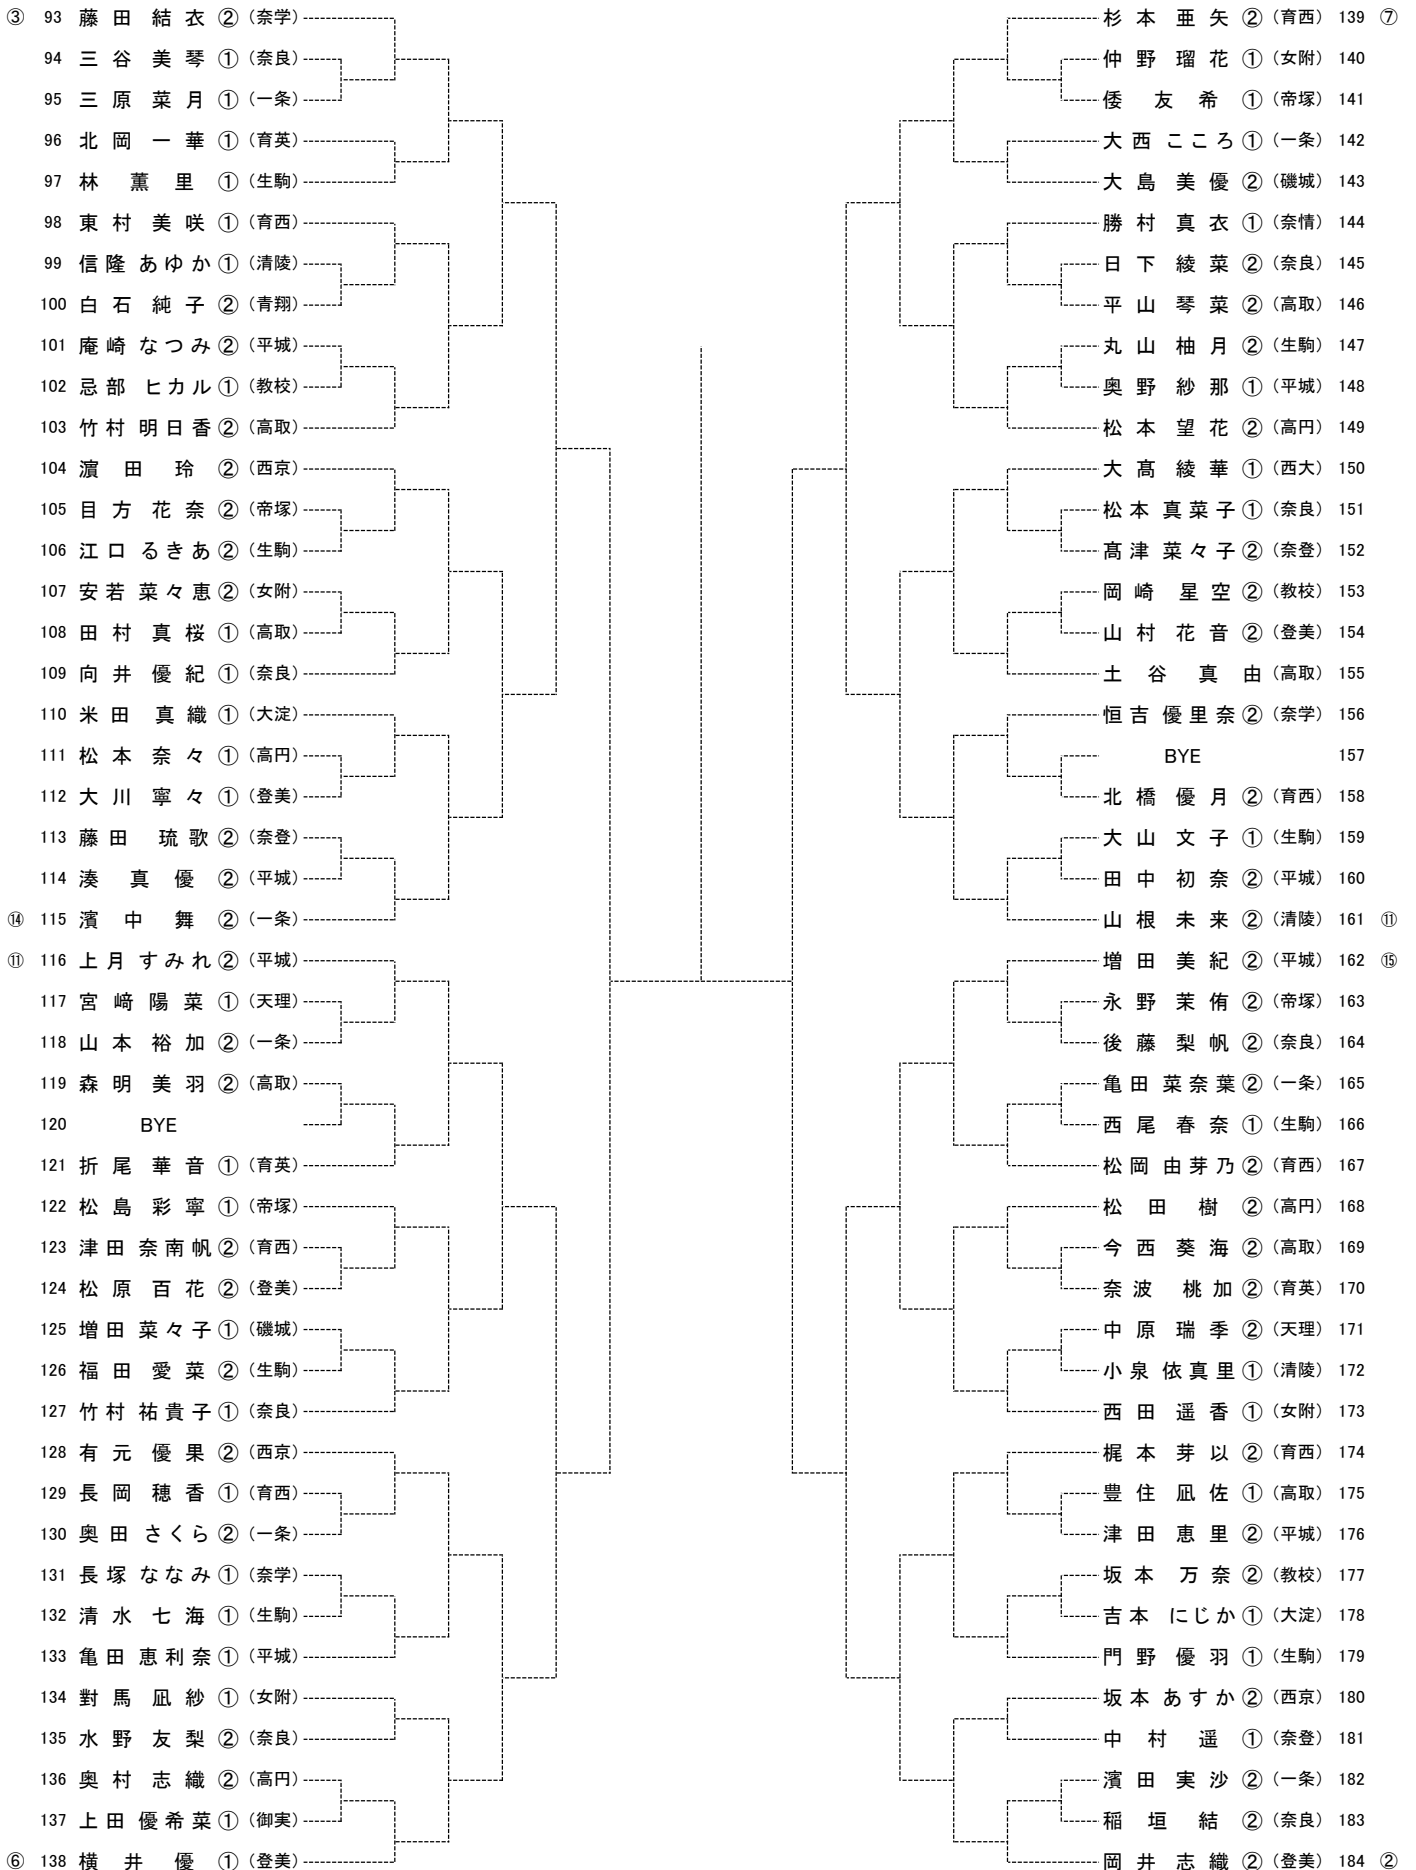 ③ 93 藤田 結衣 ② (奈学)
94 三谷 美琴 ① (奈良)
95 三原 菜月 ① (一条)
96 北岡 一華 ① (育英)
97 林 薫里 ① (生駒)
98 東村 美咲 ① (育西)
99 信隆 あゆか ① (清陵)
100 白石 純子 ② (青翔)
101 庵崎 なつみ ② (平城)
102 忌部 ヒカル ① (教校)
103 竹村 明日香 ② (高取)
104 濵田 玲 ② (西京)
105 目方 花奈 ② (帝塚)
106 江口 るきあ ② (生駒)
107 安若 菜々恵 ② (女附)
108 田村 真桜 ① (高取)
109 向井 優紀 ① (奈良)
110 米田 真織 ① (大淀)
111 松本 奈々 ① (高円)
112 大川 寧々 ① (登美)
113 藤田 琉歌 ② (奈登)
114 湊 真優 ② (平城)
⑭ 115 濱中 舞 ② (一条)
⑪ 116 上月 すみれ ② (平城)
117 宮﨑 陽菜 ① (天理)
118 山本 裕加 ② (一条)
119 森明 美羽 ② (高取)
120 BYE
121 折尾 華音 ① (育英)
122 松島 彩寧 ① (帝塚)
123 津田 奈南帆 ② (育西)
124 松原 百花 ② (登美)
125 増田 菜々子 ① (磯城)
126 福田 愛菜 ② (生駒)
127 竹村 祐貴子 ① (奈良)
128 有元 優果 ② (西京)
129 長岡 穂香 ① (育西)
130 奥田 さくら ② (一条)
131 長塚 ななみ ① (奈学)
132 清水 七海 ① (生駒)
133 亀田 恵利奈 ① (平城)
134 對馬 凪紗 ① (女附)
135 水野 友梨 ② (奈良)
136 奥村 志織 ② (高円)
137 上田 優希菜 ① (御実)
⑥ 138 横井 優 ① (登美)
杉本 亜矢 ② (育西) 139 ⑦
仲野 瑠花 ① (女附) 140
倭 友希 ① (帝塚) 141
大西 こころ ① (一条) 142
大島 美優 ② (磯城) 143
勝村 真衣 ① (奈情) 144
日下 綾菜 ② (奈良) 145
平山 琴菜 ② (高取) 146
丸山 柚月 ② (生駒) 147
奥野 紗那 ① (平城) 148
松本 望花 ② (高円) 149
大髙 綾華 ① (西大) 150
松本 真菜子 ① (奈良) 151
髙津 菜々子 ② (奈登) 152
岡崎 星空 ② (教校) 153
山村 花音 ② (登美) 154
土谷 真由 (高取) 155
恒吉 優里奈 ② (奈学) 156
BYE 157
北橋 優月 ② (育西) 158
大山 文子 ① (生駒) 159
田中 初奈 ② (平城) 160
山根 未来 ② (清陵) 161 ⑪
増田 美紀 ② (平城) 162 ⑮
永野 茉侑 ② (帝塚) 163
後藤 梨帆 ② (奈良) 164
亀田 菜奈葉 ② (一条) 165
西尾 春奈 ① (生駒) 166
松岡 由芽乃 ② (育西) 167
松田 樹 ② (高円) 168
今西 葵海 ② (高取) 169
奈波 桃加 ② (育英) 170
中原 瑞季 ② (天理) 171
小泉 依真里 ① (清陵) 172
西田 遥香 ① (女附) 173
梶本 芽以 ② (育西) 174
豊住 凪佐 ① (高取) 175
津田 恵里 ② (平城) 176
坂本 万奈 ② (教校) 177
吉本 にじか ① (大淀) 178
門野 優羽 ① (生駒) 179
坂本 あすか ② (西京) 180
中村 遥 ① (奈登) 181
濱田 実沙 ② (一条) 182
稲垣 結 ② (奈良) 183
岡井 志織 ② (登美) 184 ②